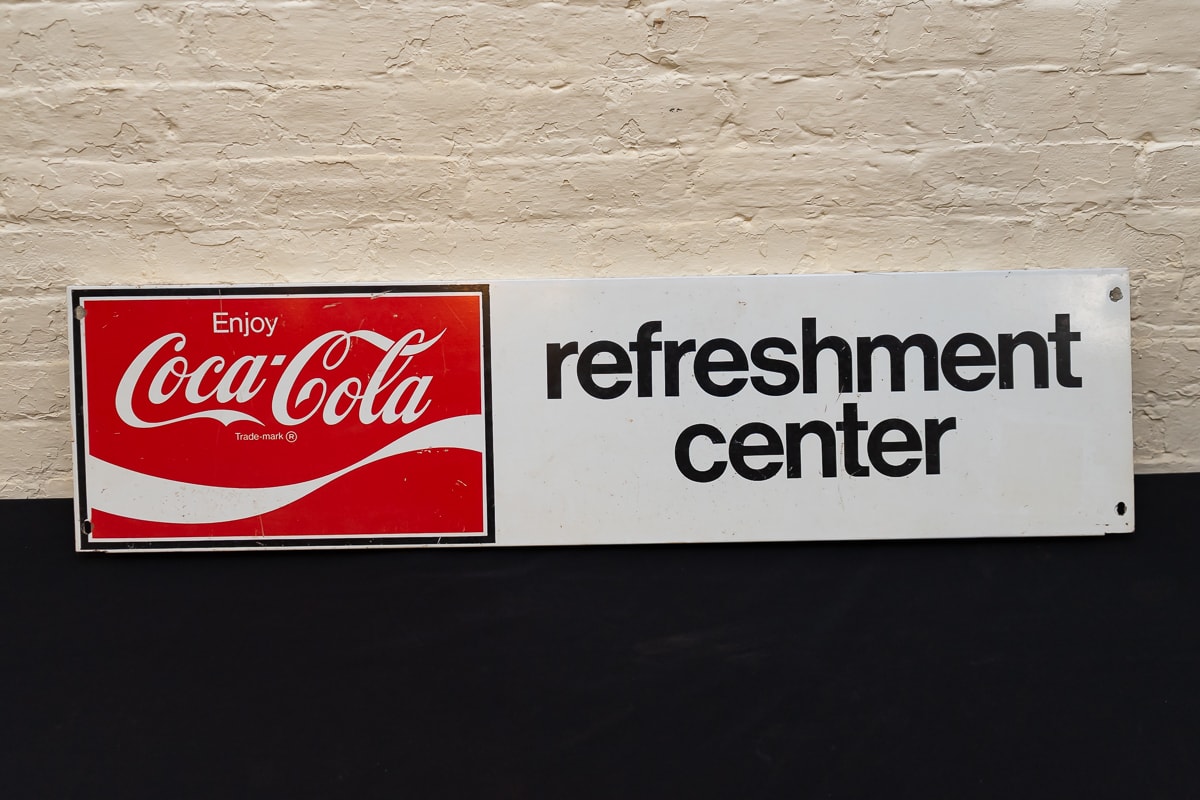 Enjoy
Coca-Cola
Trade-mark ®
refreshment
center